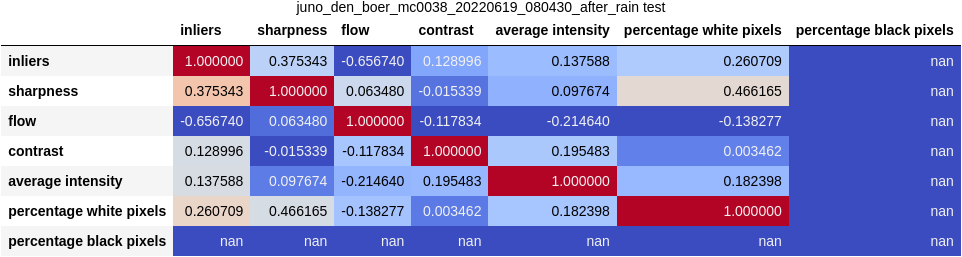 juno_den_boer_mc0038_20220619_080430_after_rain test
inliers sharpness flow contrast average intensity percentage white pixels percentage black pixels
inliers 1.000000 0.375343 -0.656740 0.128996 0.137588 0.260709 nan
sharpness 0.375343 1.000000 0.063480 -0.015339 0.097674 0.466165 nan
flow -0.656740 0.063480 1.000000 -0.117834 -0.214640 -0.138277 nan
contrast 0.128996 -0.015339 -0.117834 1.000000 0.195483 0.003462 nan
average intensity 0.137588 0.097674 -0.214640 0.195483 1.000000 0.182398 nan
percentage white pixels 0.260709 0.466165 -0.138277 0.003462 0.182398 1.000000 nan
percentage black pixels nan nan nan nan nan nan nan